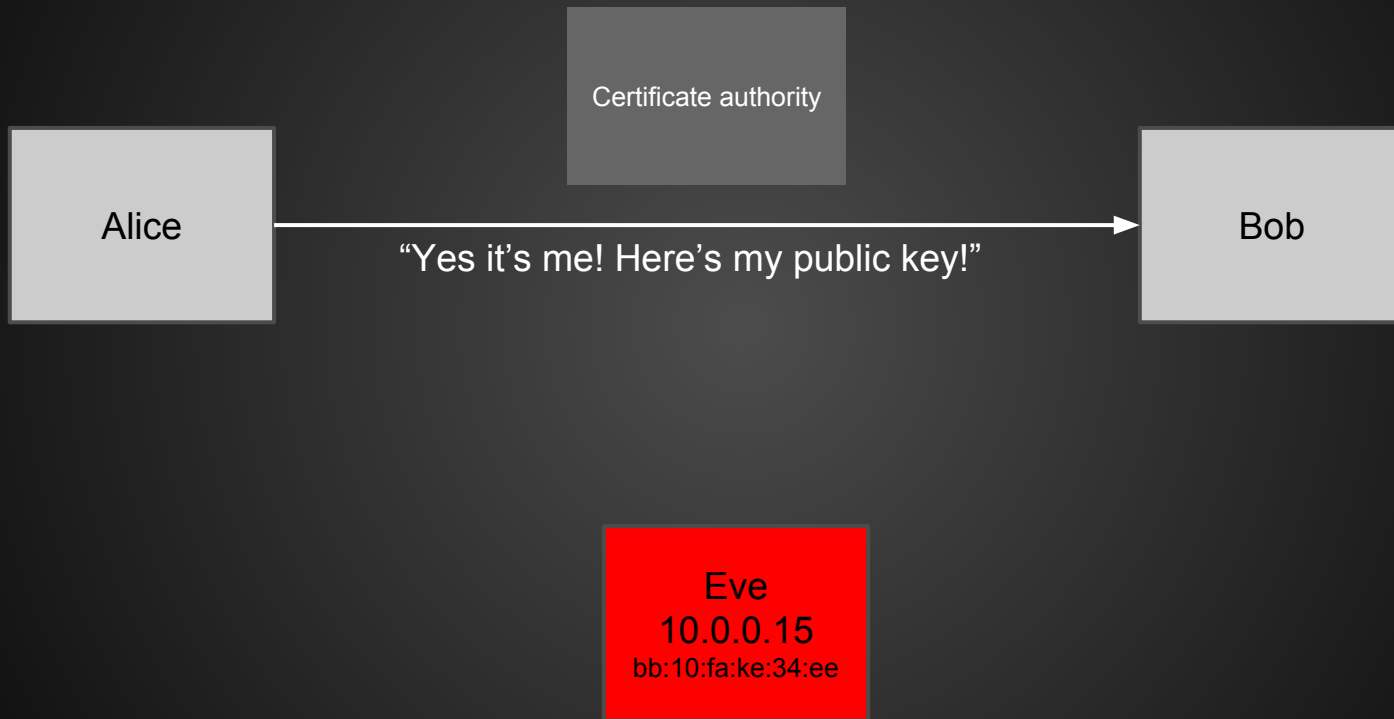 Certificate authority
Alice
Bob
“Yes it’s me! Here’s my public key!”
Eve
10.0.0.15
bb:10:fa:ke:34:ee